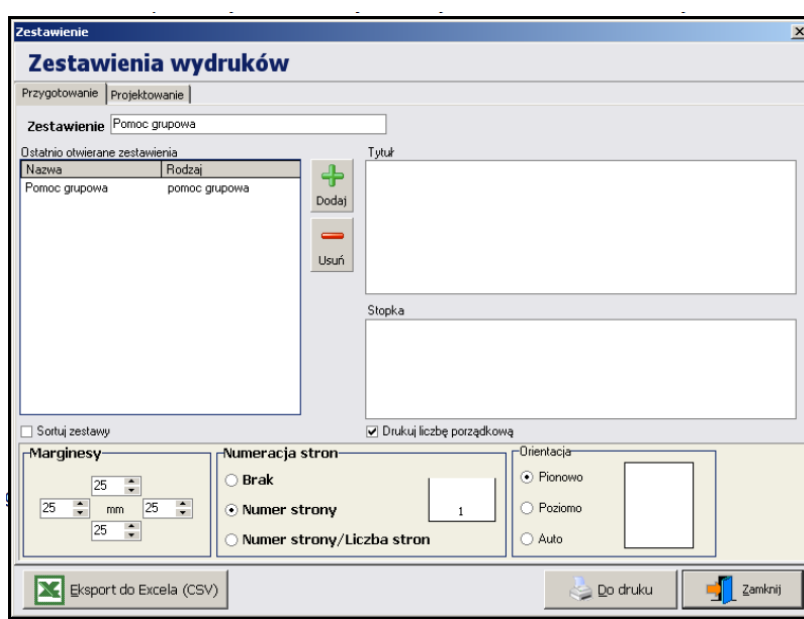 Zestawienie
Zestawienia wydruków
Przygotowanie Projektowanie
Zestawienie Pomoc grupowa
Ostatnio otwierane zestawienia
Nazwa Rodzaj
Pomoc grupowa pomoc grupowa
Dodaj
Usuń
Tytuł
Stopka
Sortuj zestawy
Drukuj liczbę porządkową
Marginesy
25
25 mm 25
25
Numeracja stron
Brak
Numer strony
Numer strony/Liczba stron
1
Orientacja
Pionowo
Poziomo
Auto
Eksport do Excela (CSV)
Do druku
Zamknij